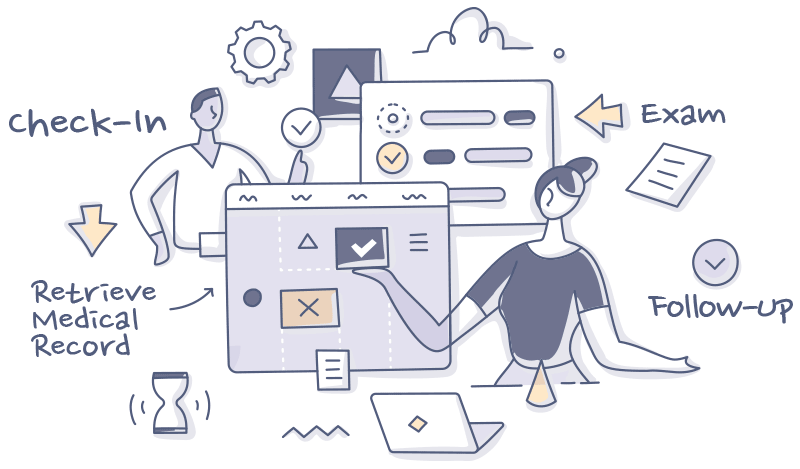 Check-In
Exam
Retrieve
Medical
Record
Follow-up